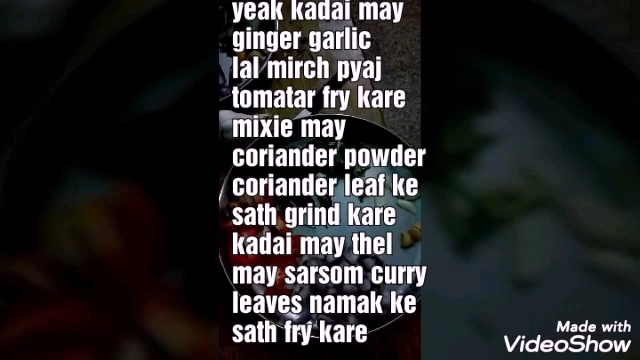 yeak kadai may
ginger garlic
lal mirch pyaj
tomatar fry kare
mixie may
coriander powder
coriander leaf ke
sath grind kare
kadai may thel
may sarsom curry
leaves namak ke
sath fry kare
Made with
VideoShow